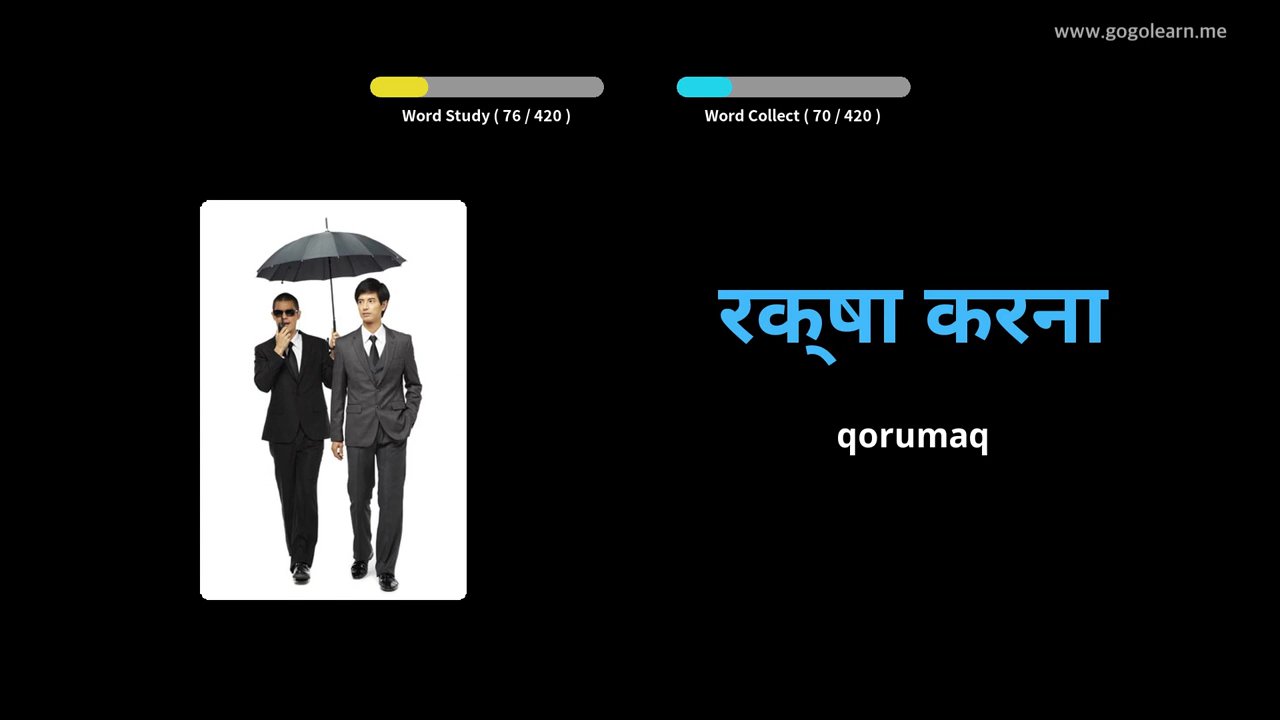 www.gogolearn.me
Word Study ( 76 / 420 )
Word Collect ( 70 / 420 )
रक्‌षा करना
qorumaq